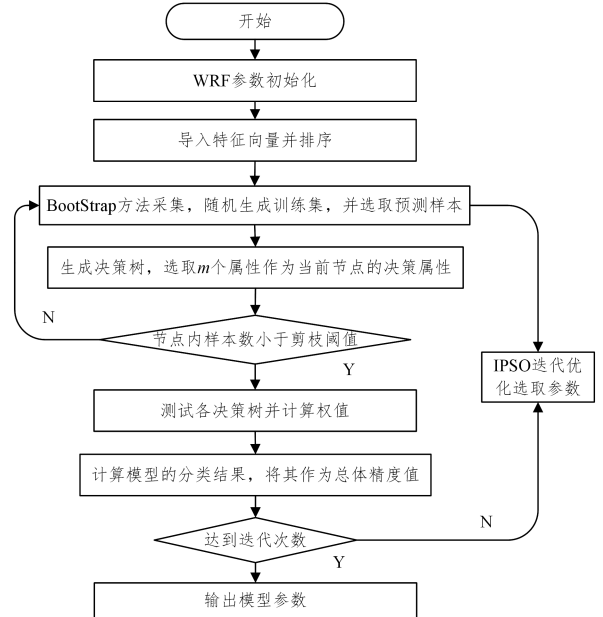 开始
WRF参数初始化
导入特征向量并排序
BootStrap方法采集，随机生成训练集，并选取预测样本
生成决策树，选取m个属性作为当前节点的决策属性
N
节点内样本数小于剪枝阈值
Y
IPSO迭代优
化选取参数
测试各决策树并计算权值
计算模型的分类结果，将其作为总体精度值
N
达到迭代次数
Y
输出模型参数